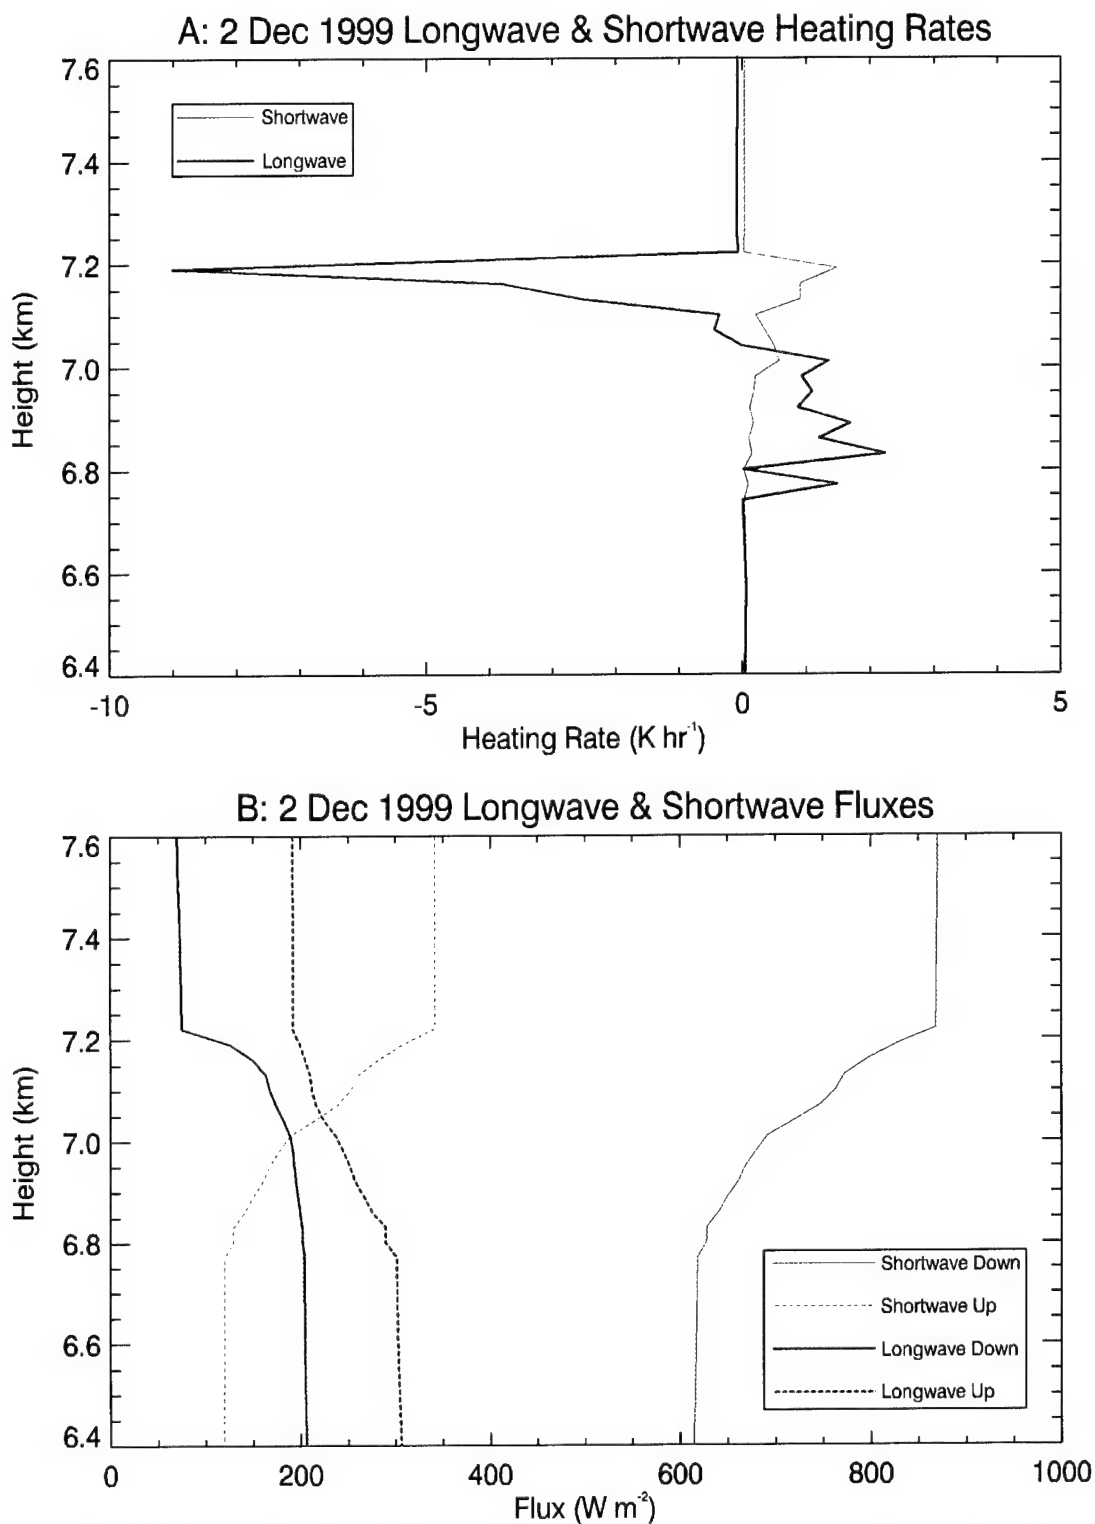 A: 2 Dec 1999 Longwave & Shortwave Heating Rates
7.6
7.4
7.2
7.0
6.8
6.6
6.4
Height (km)
Shortwave
Longwave
-10
-5
0
5
Heating Rate (K hr⁻¹)
B: 2 Dec 1999 Longwave & Shortwave Fluxes
7.6
7.4
7.2
7.0
6.8
6.6
6.4
Height (km)
Shortwave Down
Shortwave Up
Longwave Down
Longwave Up
0
200
400
600
800
1000
Flux (W m⁻²)